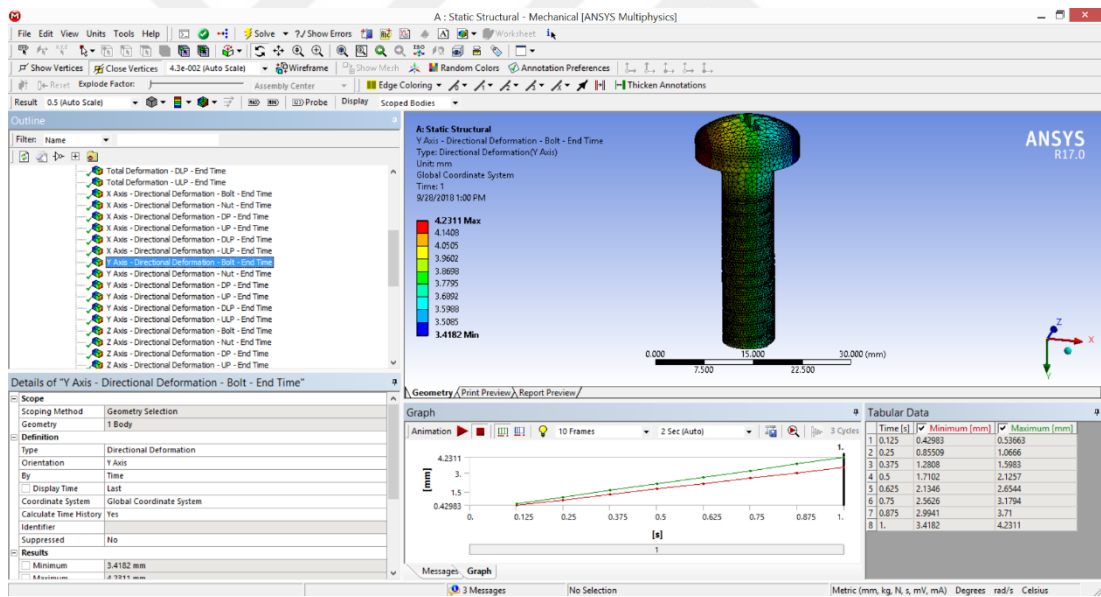 A : Static Structural - Mechanical [ANSYS Multiphysics]
File Edit View Units Tools Help Solve ?/ Show Errors Worksheet
Show Vertices Close Vertices 4.3e-002 (Auto Scale) Wireframe Show Mesh Random Colors Annotation Preferences
Reset Explode Factor: Assembly Center Edge Coloring Thicken Annotations
Result 0.5 (Auto Scale) Probe Display Scoped Bodies
Outline
Filter: Name
Total Deformation - DLP - End Time
Total Deformation - ULP - End Time
X Axis - Directional Deformation - Bolt - End Time
X Axis - Directional Deformation - Nut - End Time
X Axis - Directional Deformation - DP - End Time
X Axis - Directional Deformation - UP - End Time
X Axis - Directional Deformation - DLP - End Time
X Axis - Directional Deformation - ULP - End Time
Y Axis - Directional Deformation - Bolt - End Time
Y Axis - Directional Deformation - Nut - End Time
Y Axis - Directional Deformation - DP - End Time
Y Axis - Directional Deformation - UP - End Time
Y Axis - Directional Deformation - DLP - End Time
Y Axis - Directional Deformation - ULP - End Time
Z Axis - Directional Deformation - Bolt - End Time
Z Axis - Directional Deformation - Nut - End Time
Z Axis - Directional Deformation - DP - End Time
Z Axis - Directional Deformation - UP - End Time
A: Static Structural
Y Axis - Directional Deformation - Bolt - End Time
Type: Directional Deformation(Y Axis)
Unit: mm
Global Coordinate System
Time: 1
9/28/2018 1:00 PM
4.2311 Max
4.1408
4.0505
3.9602
3.8698
3.7795
3.6892
3.5988
3.5085
3.4182 Min
ANSYS
R17.0
0.000 15.000 30.000 (mm)
7.500 22.500
Z
X
Y
Geometry Print Preview Report Preview
Details of "Y Axis - Directional Deformation - Bolt - End Time"
Scope
Scoping Method Geometry Selection
Geometry 1 Body
Definition
Type Directional Deformation
Orientation Y Axis
By Time
Display Time Last
Coordinate System Global Coordinate System
Calculate Time History Yes
Identifier
Suppressed No
Results
Minimum 3.4182 mm
Maximum 4.2311 mm
Graph
Animation 10 Frames 2 Sec (Auto) 3 Cycles
1.
4.2311
3.
1.5
0.42983
[mm]
0. 0.125 0.25 0.375 0.5 0.625 0.75 0.875 1.
[s]
1
Messages Graph
Tabular Data
Time [s] Minimum [mm] Maximum [mm]
1 0.125 0.42983 0.53663
2 0.25 0.85509 1.0666
3 0.375 1.2808 1.5983
4 0.5 1.7102 2.1257
5 0.625 2.1346 2.6544
6 0.75 2.5626 3.1794
7 0.875 2.9941 3.71
8 1. 3.4182 4.2311
3 Messages No Selection Metric (mm, kg, N, s, mV, mA) Degrees rad/s Celsius